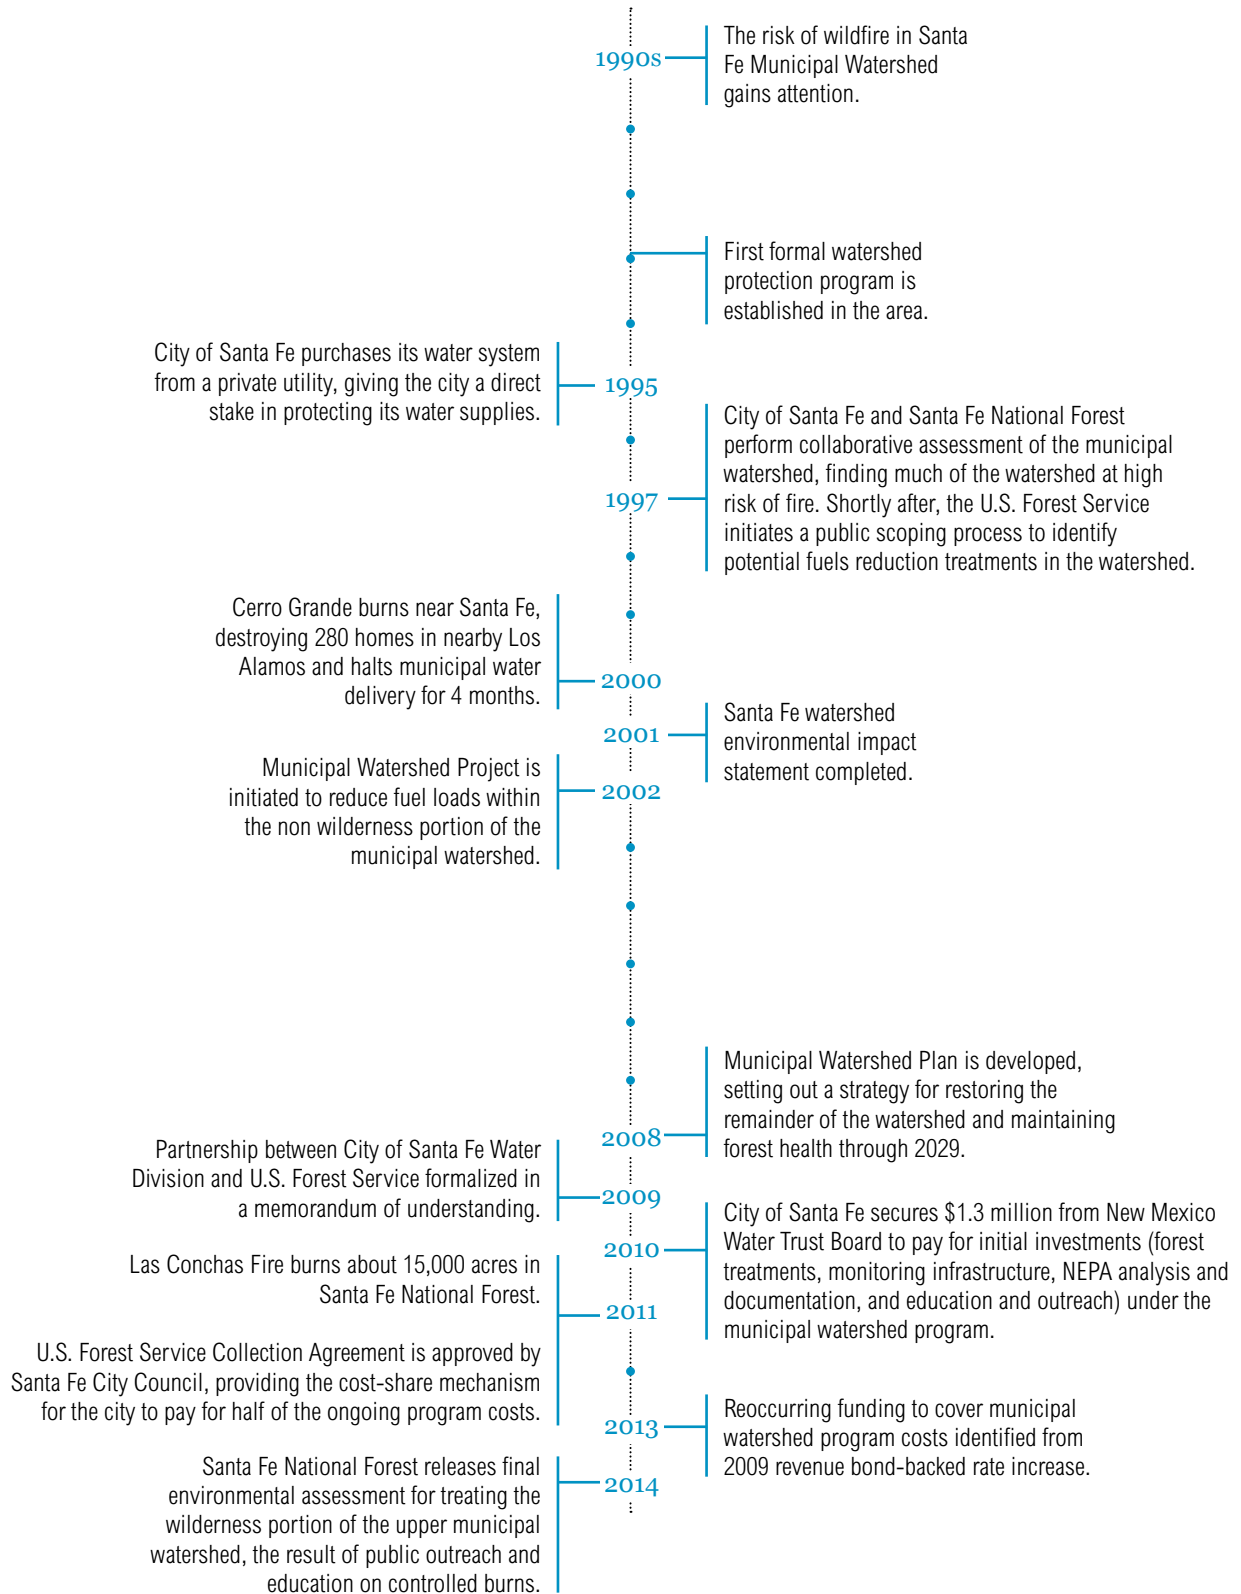 1990s
The risk of wildfire in Santa
Fe Municipal Watershed
gains attention.
First formal watershed
protection program is
established in the area.
City of Santa Fe purchases its water system
from a private utility, giving the city a direct
stake in protecting its water supplies.
1995
1997
City of Santa Fe and Santa Fe National Forest
perform collaborative assessment of the municipal
watershed, finding much of the watershed at high
risk of fire. Shortly after, the U.S. Forest Service
initiates a public scoping process to identify
potential fuels reduction treatments in the watershed.
Cerro Grande burns near Santa Fe,
destroying 280 homes in nearby Los
Alamos and halts municipal water
delivery for 4 months.
2000
2001
Santa Fe watershed
environmental impact
statement completed.
Municipal Watershed Project is
initiated to reduce fuel loads within
the non wilderness portion of the
municipal watershed.
2002
2008
Municipal Watershed Plan is developed,
setting out a strategy for restoring the
remainder of the watershed and maintaining
forest health through 2029.
Partnership between City of Santa Fe Water
Division and U.S. Forest Service formalized in
a memorandum of understanding.
2009
2010
City of Santa Fe secures $1.3 million from New Mexico
Water Trust Board to pay for initial investments (forest
treatments, monitoring infrastructure, NEPA analysis and
documentation, and education and outreach) under the
municipal watershed program.
Las Conchas Fire burns about 15,000 acres in
Santa Fe National Forest.
2011
U.S. Forest Service Collection Agreement is approved by
Santa Fe City Council, providing the cost-share mechanism
for the city to pay for half of the ongoing program costs.
2013
Reoccurring funding to cover municipal
watershed program costs identified from
2009 revenue bond-backed rate increase.
Santa Fe National Forest releases final
environmental assessment for treating the
wilderness portion of the upper municipal
watershed, the result of public outreach and
education on controlled burns.
2014